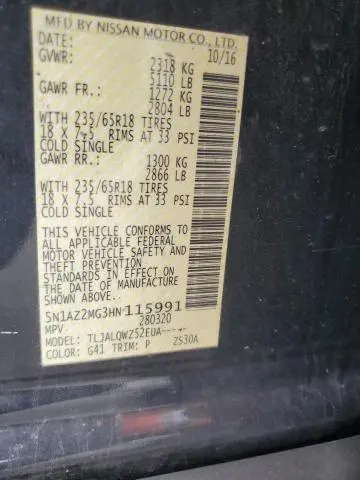 MFD BY NISSAN MOTOR CO., LTD.
DATE: 10/16
GVWR: 2318 KG
5110 LB
GAWR FR.: 1272 KG
2804 LB
WITH 235/65R18 TIRES
18 X 7.5 RIMS AT 33 PSI
COLD SINGLE
GAWR RR.: 1300 KG
2866 LB
WITH 235/65R18 TIRES
18 X 7.5 RIMS AT 33 PSI
COLD SINGLE
THIS VEHICLE CONFORMS TO
ALL APPLICABLE FEDERAL
MOTOR VEHICLE SAFETY AND
THEFT PREVENTION
STANDARDS IN EFFECT ON
THE DATE OF MANUFACTURE
SHOWN ABOVE.
5N1AZ2MG3HN115991
MPV 280320
MODEL: TLJALQWZ52EUA-----
COLOR: G41 TRIM: P ZS30A